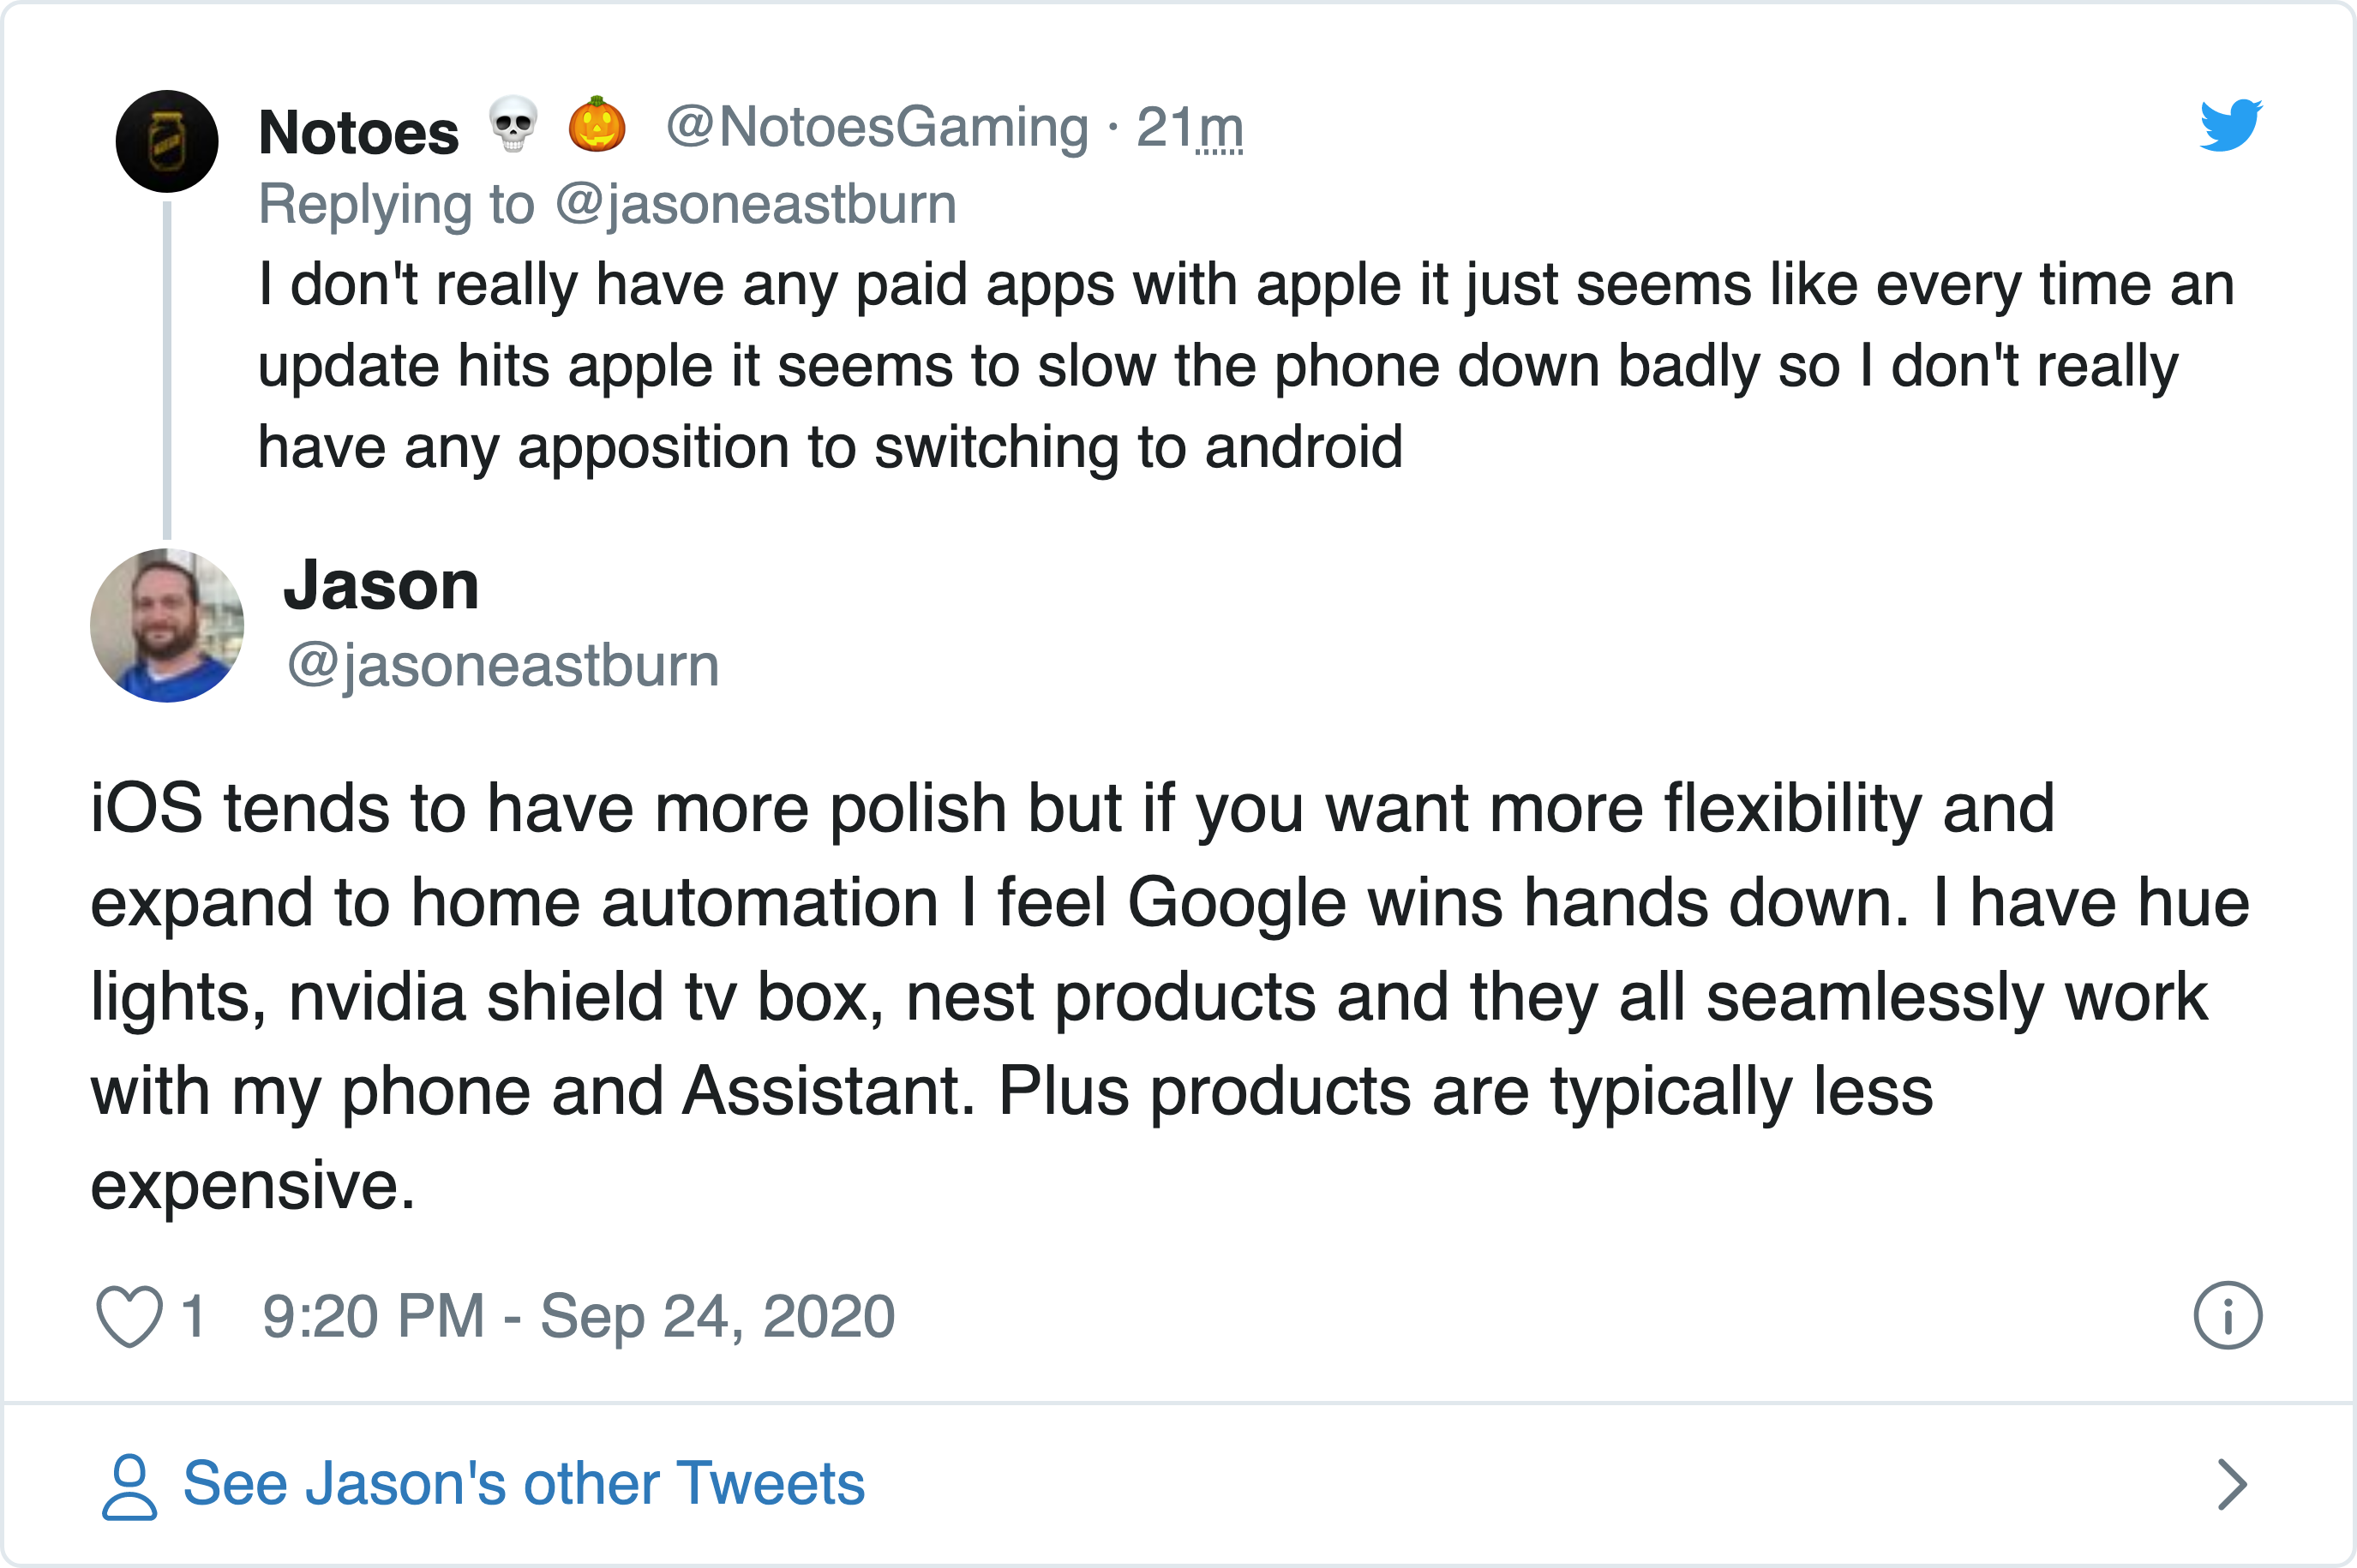 Notoes 💀 🎃 @NotoesGaming · 21m
Replying to @jasoneastburn
I don't really have any paid apps with apple it just seems like every time an
update hits apple it seems to slow the phone down badly so I don't really
have any apposition to switching to android
Jason
@jasoneastburn
iOS tends to have more polish but if you want more flexibility and
expand to home automation I feel Google wins hands down. I have hue
lights, nvidia shield tv box, nest products and they all seamlessly work
with my phone and Assistant. Plus products are typically less
expensive.
1 9:20 PM - Sep 24, 2020
See Jason's other Tweets